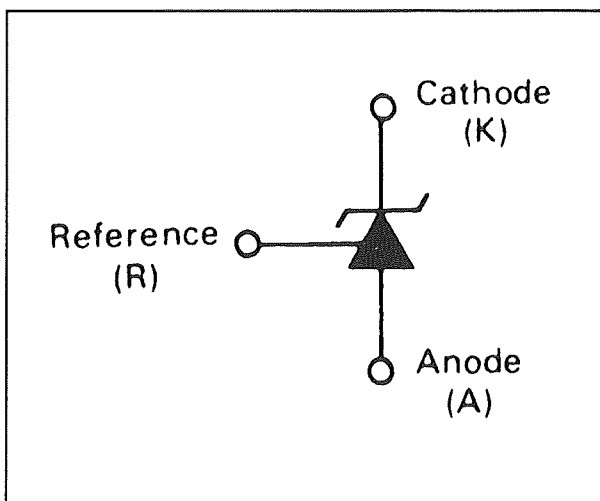 Cathode
(K)
Reference
(R)
Anode
(A)